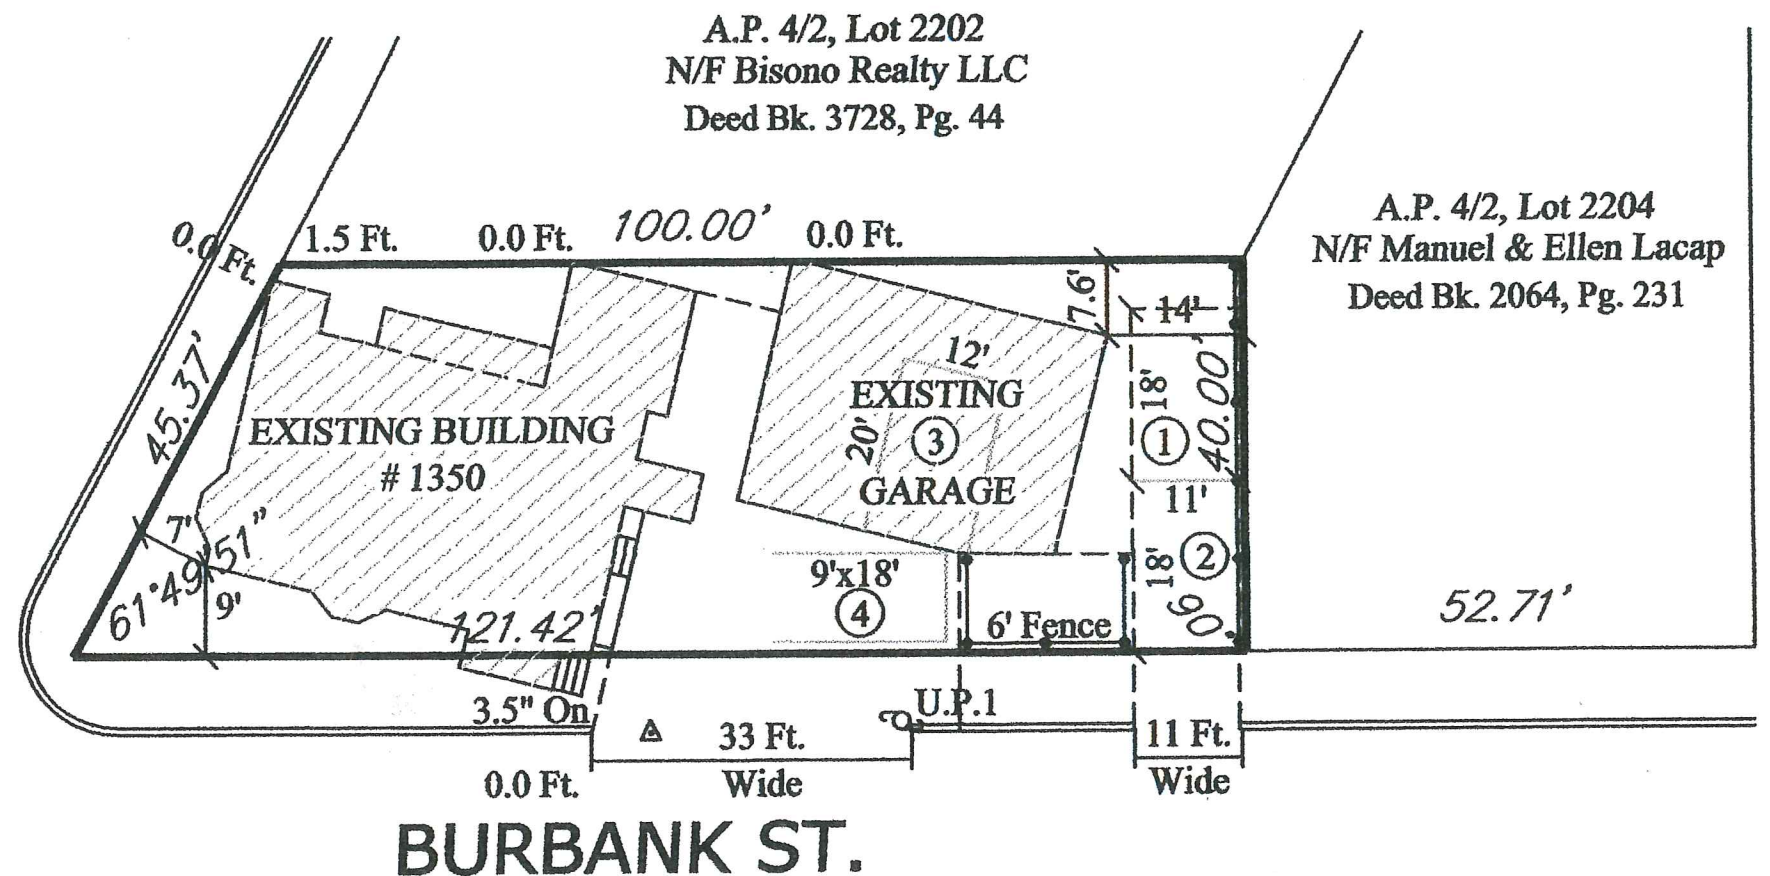 A.P. 4/2, Lot 2202
N/F Bisono Realty LLC
Deed Bk. 3728, Pg. 44
A.P. 4/2, Lot 2204
N/F Manuel & Ellen Lacap
Deed Bk. 2064, Pg. 231
0.0 Ft.
1.5 Ft.
0.0 Ft.
100.00'
0.0 Ft.
7.6'
14'
45.37'
EXISTING BUILDING
# 1350
12'
EXISTING
20'
3
GARAGE
18'
1
40.00'
11'
7'
61°49'51"
9'
121.42'
9'x18'
4
6' Fence
18'
2
90°
52.71'
3.5" On
U.P.1
33 Ft.
Wide
11 Ft.
Wide
0.0 Ft.
BURBANK ST.